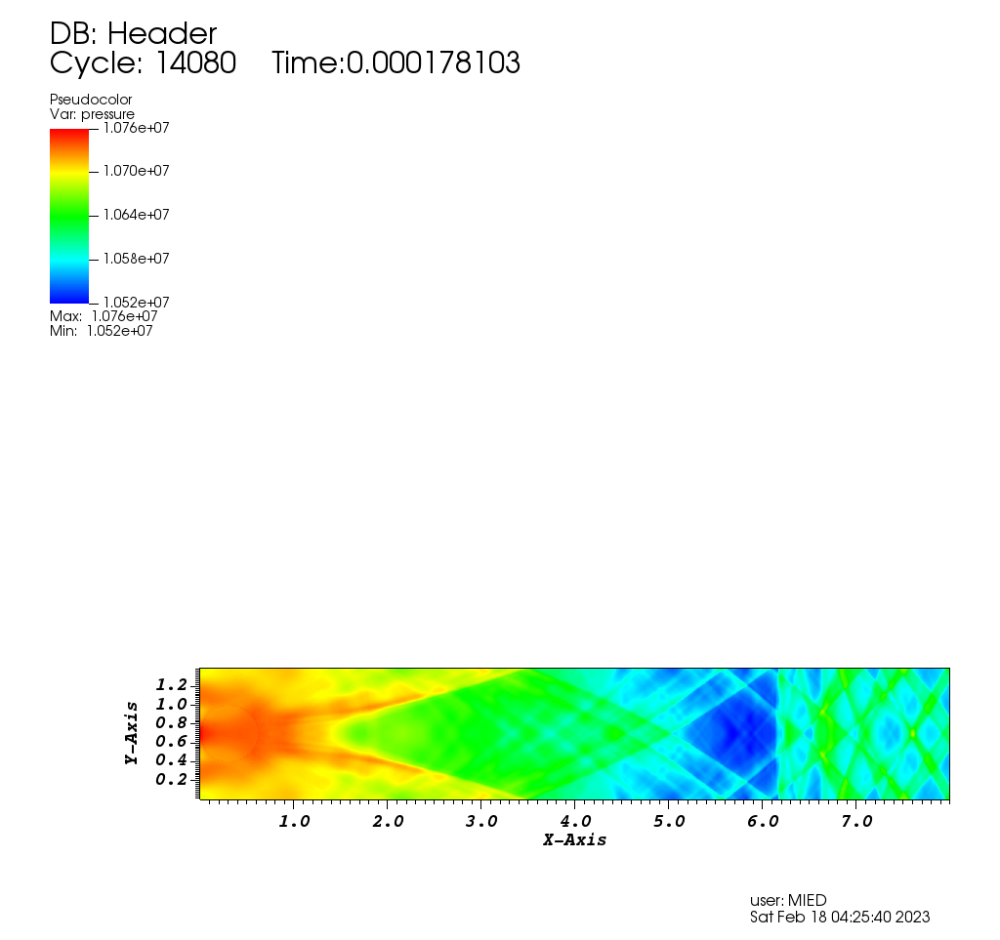 DB: Header
Cycle: 14080 Time:0.000178103
Pseudocolor
Var: pressure
1.076e+07
1.070e+07
1.064e+07
1.058e+07
1.052e+07
Max: 1.076e+07
Min: 1.052e+07
1.2
1.0
0.8
0.6
0.4
0.2
Y-Axis
1.0 2.0 3.0 4.0 5.0 6.0 7.0
X-Axis
user: MIED
Sat Feb 18 04:25:40 2023